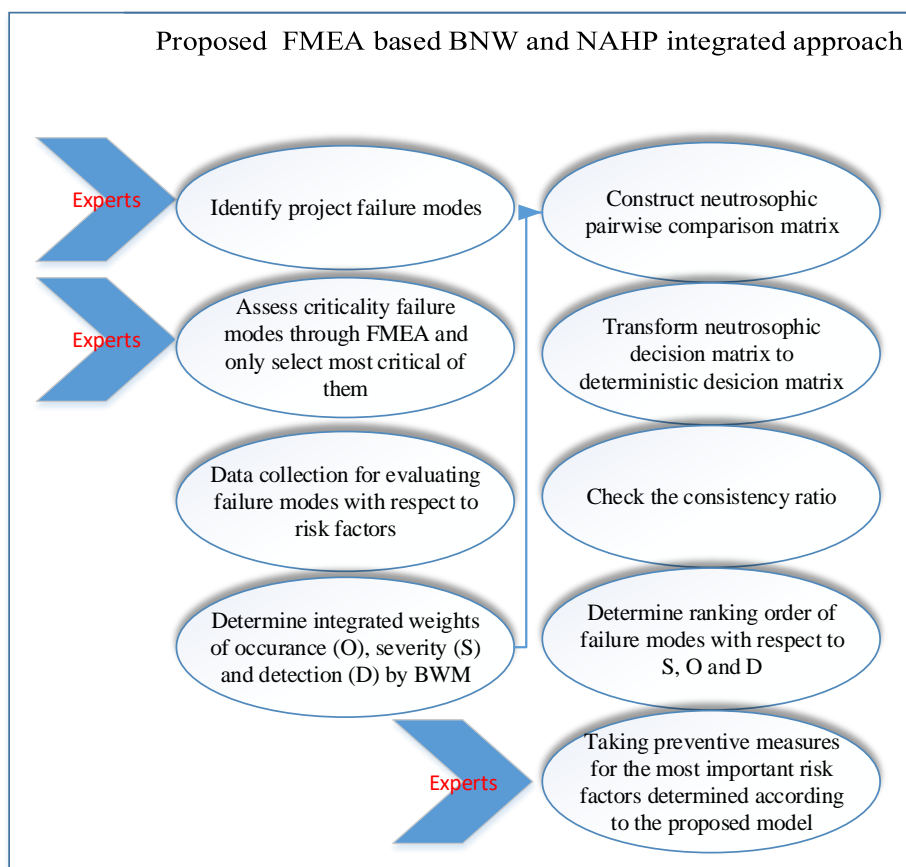 Proposed FMEA based BNW and NAHP integrated approach
Experts
Identify project failure modes
Experts
Assess criticality failure
modes through FMEA and
only select most critical of
them
Data collection for evaluating
failure modes with respect to
risk factors
Determine integrated weights
of occurance (O), severity (S)
and detection (D) by BWM
Construct neutrosophic
pairwise comparison matrix
Transform neutrosophic
decision matrix to
deterministic desicion matrix
Check the consistency ratio
Determine ranking order of
failure modes with respect to
S, O and D
Experts
Taking preventive measures
for the most important risk
factors determined according
to the proposed model